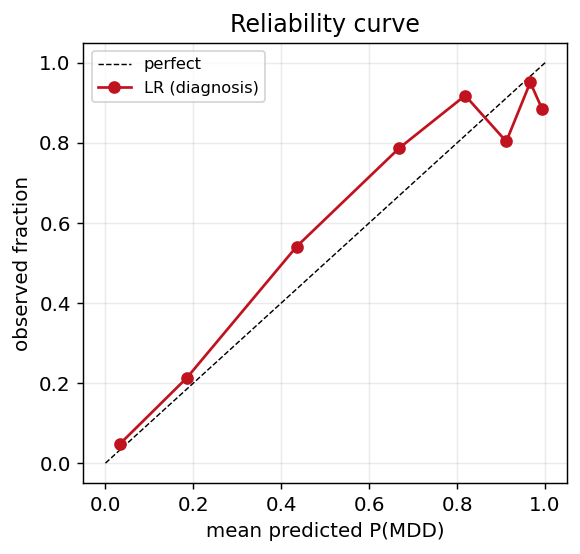 Reliability curve
perfect
LR (diagnosis)
observed fraction
1.0
0.8
0.6
0.4
0.2
0.0
0.0 0.2 0.4 0.6 0.8 1.0
mean predicted P(MDD)